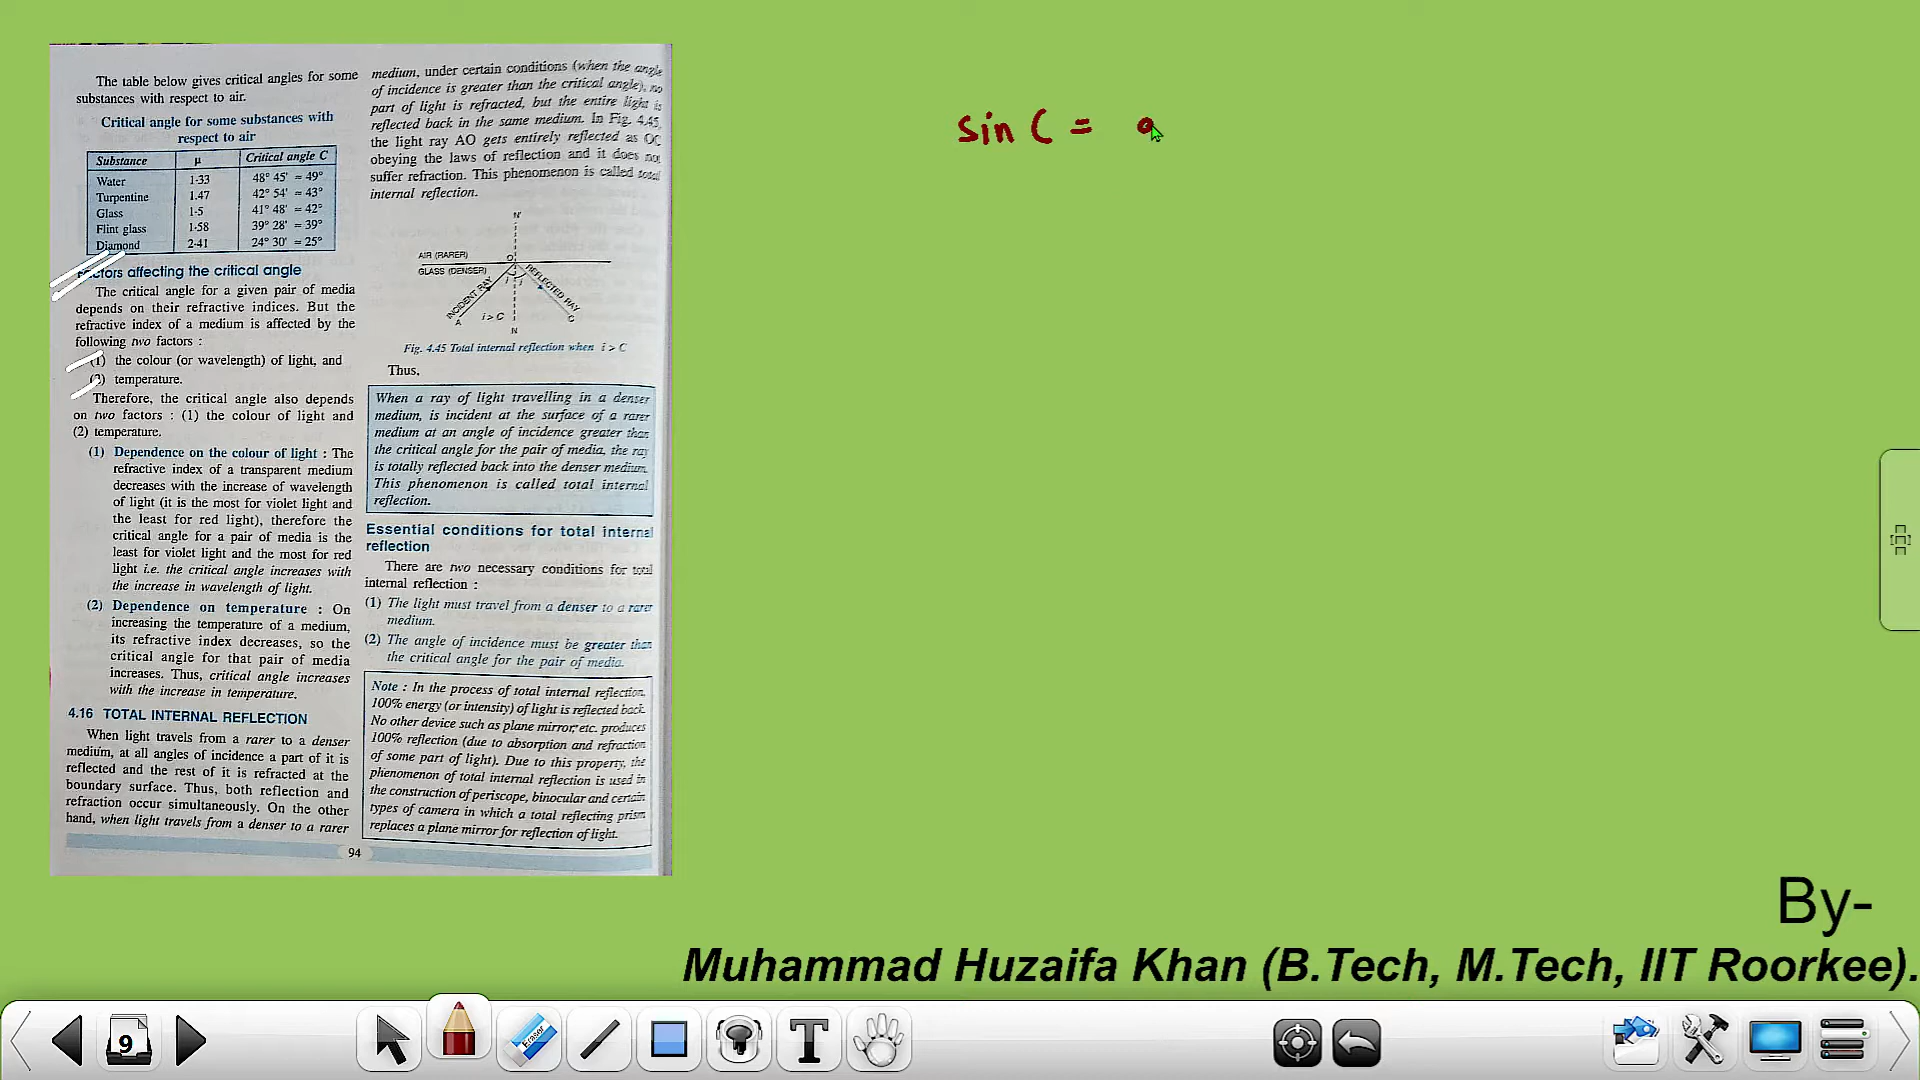 The table below gives critical angles for some
substances with respect to air.
Critical angle for some substances with
respect to air
Substance μ Critical angle C
Water 1·33 48° 45' = 49°
Turpentine 1.47 42° 54' = 43°
Glass 1·5 41° 48' = 42°
Flint glass 1·58 39° 28' = 39°
Diamond 2·41 24° 30' = 25°
Factors affecting the critical angle
The critical angle for a given pair of media
depends on their refractive indices. But the
refractive index of a medium is affected by the
following two factors :
(1) the colour (or wavelength) of light, and
(2) temperature.
Therefore, the critical angle also depends
on two factors : (1) the colour of light and
(2) temperature.
(1) Dependence on the colour of light : The
refractive index of a transparent medium
decreases with the increase of wavelength
of light (it is the most for violet light and
the least for red light), therefore the
critical angle for a pair of media is the
least for violet light and the most for red
light i.e. the critical angle increases with
the increase in wavelength of light.
(2) Dependence on temperature : On
increasing the temperature of a medium,
its refractive index decreases, so the
critical angle for that pair of media
increases. Thus, critical angle increases
with the increase in temperature.
4.16 TOTAL INTERNAL REFLECTION
When light travels from a rarer to a denser
medium, at all angles of incidence a part of it is
reflected and the rest of it is refracted at the
boundary surface. Thus, both reflection and
refraction occur simultaneously. On the other
hand, when light travels from a denser to a rarer
94
medium, under certain conditions (when the angle
of incidence is greater than the critical angle), no
part of light is refracted, but the entire light is
reflected back in the same medium. In Fig. 4.45,
the light ray AO gets entirely reflected as OC
obeying the laws of reflection and it does not
suffer refraction. This phenomenon is called total
internal reflection.
N'
AIR (RARER)
O
GLASS (DENSER)
i i
INCIDENT RAY
REFLECTED RAY
A i > C C
N
Fig. 4.45 Total internal reflection when i > C
Thus,
When a ray of light travelling in a denser
medium, is incident at the surface of a rarer
medium at an angle of incidence greater than
the critical angle for the pair of media, the ray
is totally reflected back into the denser medium.
This phenomenon is called total internal
reflection.
Essential conditions for total internal
reflection
There are two necessary conditions for total
internal reflection :
(1) The light must travel from a denser to a rarer
medium.
(2) The angle of incidence must be greater than
the critical angle for the pair of media.
Note : In the process of total internal reflection,
100% energy (or intensity) of light is reflected back.
No other device such as plane mirror, etc. produces
100% reflection (due to absorption and refraction
of some part of light). Due to this property, the
phenomenon of total internal reflection is used in
the construction of periscope, binocular and certain
types of camera in which a total reflecting prism
replaces a plane mirror for reflection of light.
sin C =
By-
Muhammad Huzaifa Khan (B.Tech, M.Tech, IIT Roorkee).
9
Eraser
T